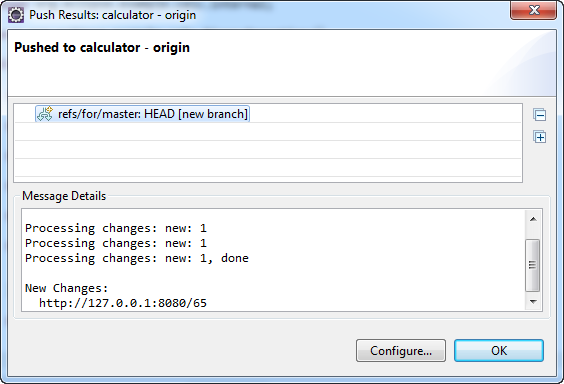 Push Results: calculator - origin
Pushed to calculator - origin
refs/for/master: HEAD [new branch]
Message Details
Processing changes: new: 1
Processing changes: new: 1
Processing changes: new: 1, done
New Changes:
http://127.0.0.1:8080/65
Configure...
OK